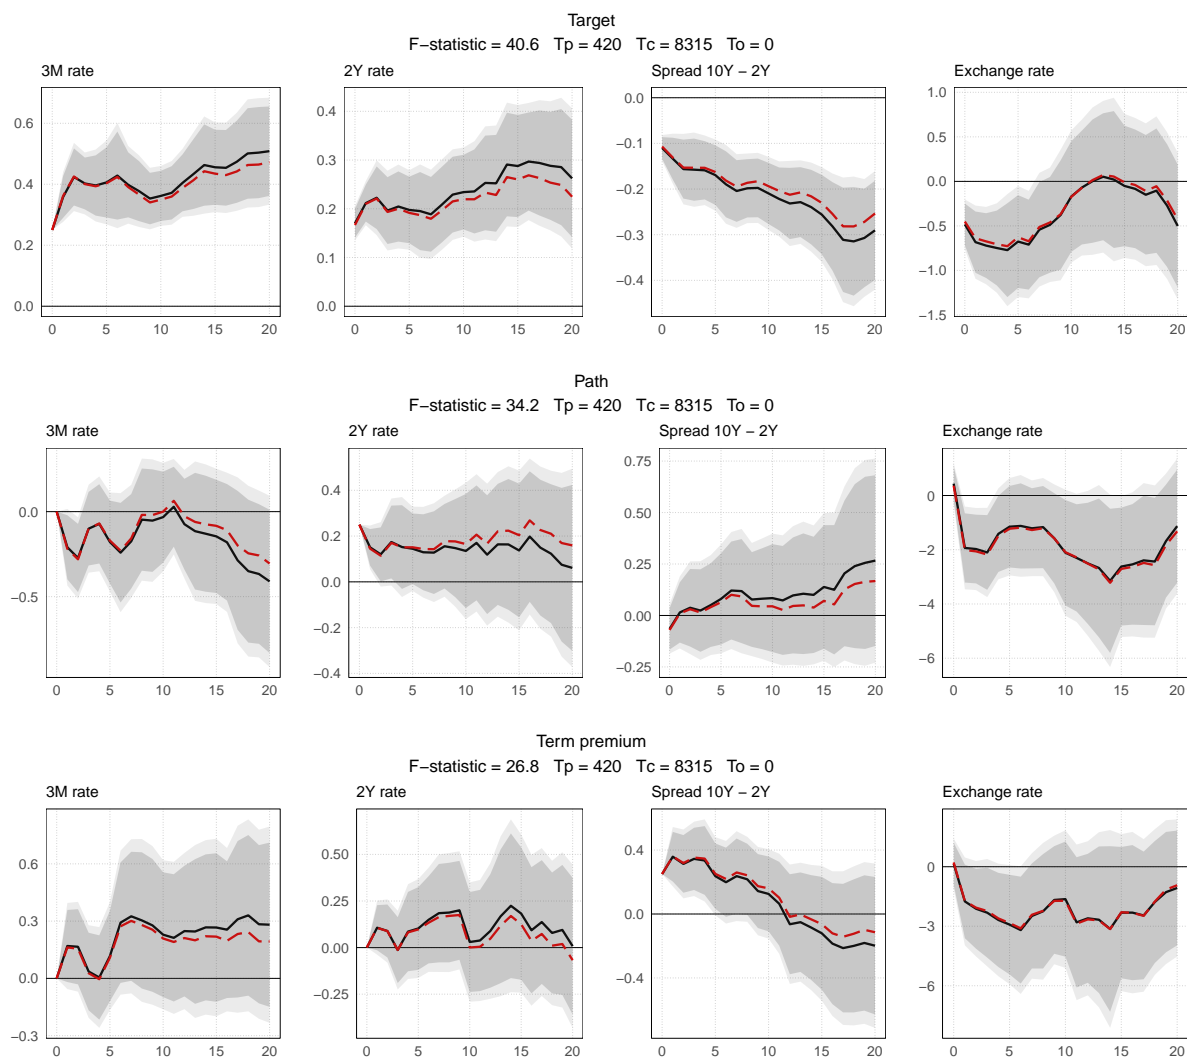 Target
F−statistic = 40.6 Tp = 420 Tc = 8315 To = 0
3M rate
2Y rate
Spread 10Y − 2Y
Exchange rate
0.6
0.4
0.2
0.0
0 5 10 15 20
0.4
0.3
0.2
0.1
0.0
0 5 10 15 20
0.0
−0.1
−0.2
−0.3
−0.4
0 5 10 15 20
1.0
0.5
0.0
−0.5
−1.0
−1.5
0 5 10 15 20
Path
F−statistic = 34.2 Tp = 420 Tc = 8315 To = 0
3M rate
2Y rate
Spread 10Y − 2Y
Exchange rate
0.0
−0.5
0 5 10 15 20
0.4
0.2
0.0
−0.2
−0.4
0 5 10 15 20
0.75
0.50
0.25
0.00
−0.25
0 5 10 15 20
0
−2
−4
−6
0 5 10 15 20
Term premium
F−statistic = 26.8 Tp = 420 Tc = 8315 To = 0
3M rate
2Y rate
Spread 10Y − 2Y
Exchange rate
0.6
0.3
0.0
−0.3
0 5 10 15 20
0.50
0.25
0.00
−0.25
0 5 10 15 20
0.4
0.0
−0.4
0 5 10 15 20
0
−3
−6
0 5 10 15 20